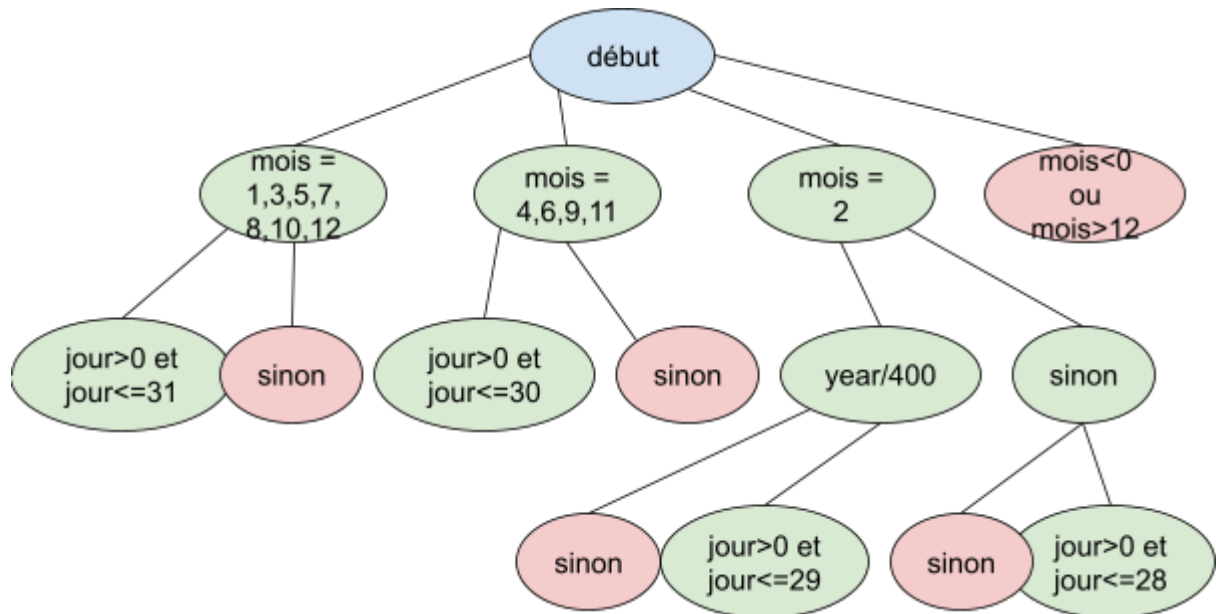 début
mois =
1,3,5,7,
8,10,12
mois =
4,6,9,11
mois =
2
mois<0
ou
mois>12
jour>0 et
jour<=31
sinon
jour>0 et
jour<=30
sinon
year/400
sinon
sinon
jour>0 et
jour<=29
sinon
jour>0 et
jour<=28